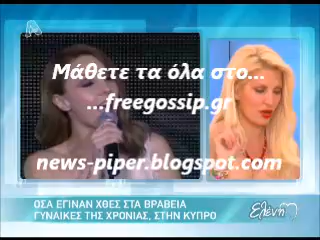 Μάθετε τα όλα στο...
...freegossip.gr
news-piper.blogspot.com
ΟΣΑ ΕΓΙΝΑΝ ΧΘΕΣ ΣΤΑ ΒΡΑΒΕΙΑ
ΓΥΝΑΙΚΕΣ ΤΗΣ ΧΡΟΝΙΑΣ, ΣΤΗΝ ΚΥΠΡΟ
Ελένη